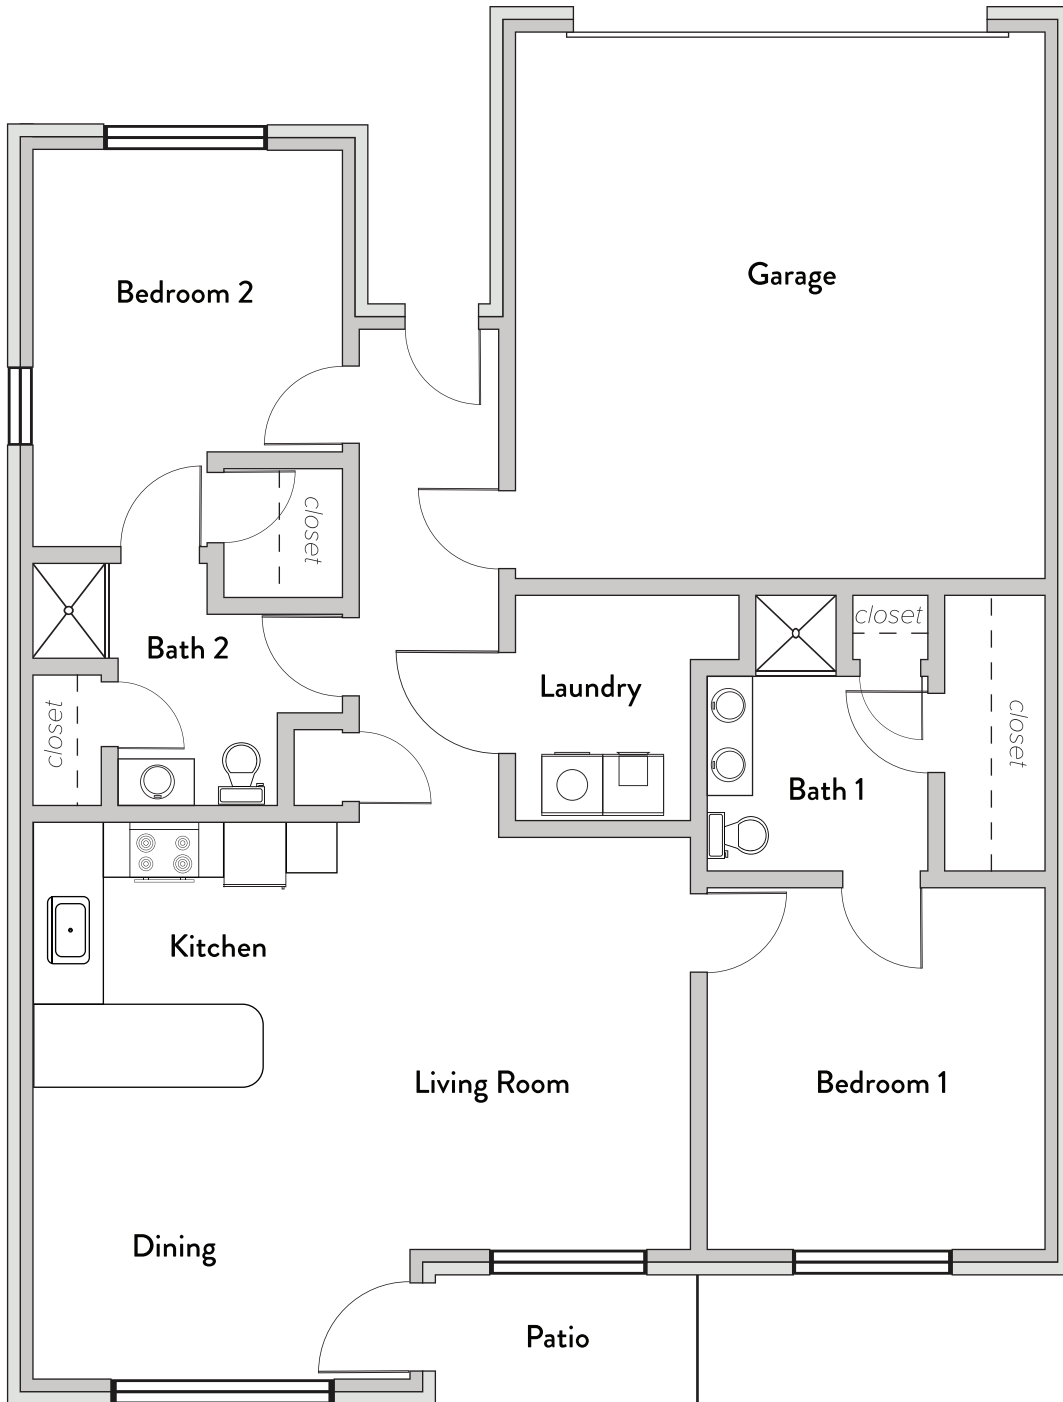 Garage
Bedroom 2
closet
closet
Bath 2
Laundry
closet
closet
Bath 1
Kitchen
Living Room
Bedroom 1
Dining
Patio